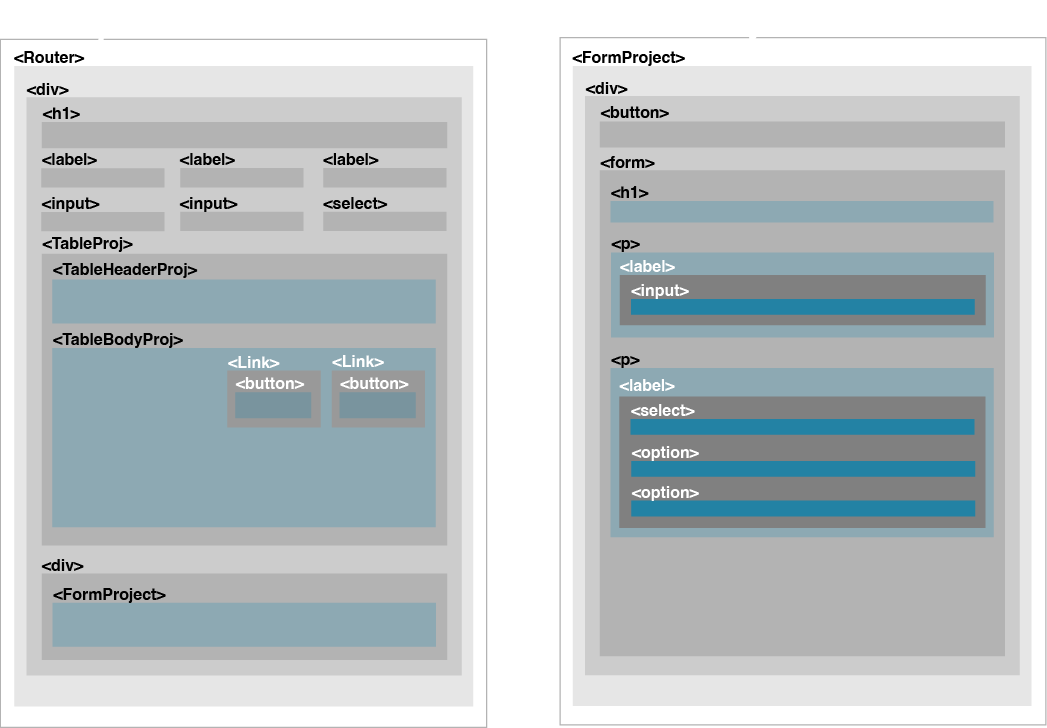 <Router>
<div>
<h1>
<label> <label> <label>
<input> <input> <select>
<TableProj>
<TableHeaderProj>
<TableBodyProj>
<Link> <Link>
<button> <button>
<div>
<FormProject>
<FormProject>
<div>
<button>
<form>
<h1>
<p>
<label>
<input>
<p>
<label>
<select>
<option>
<option>